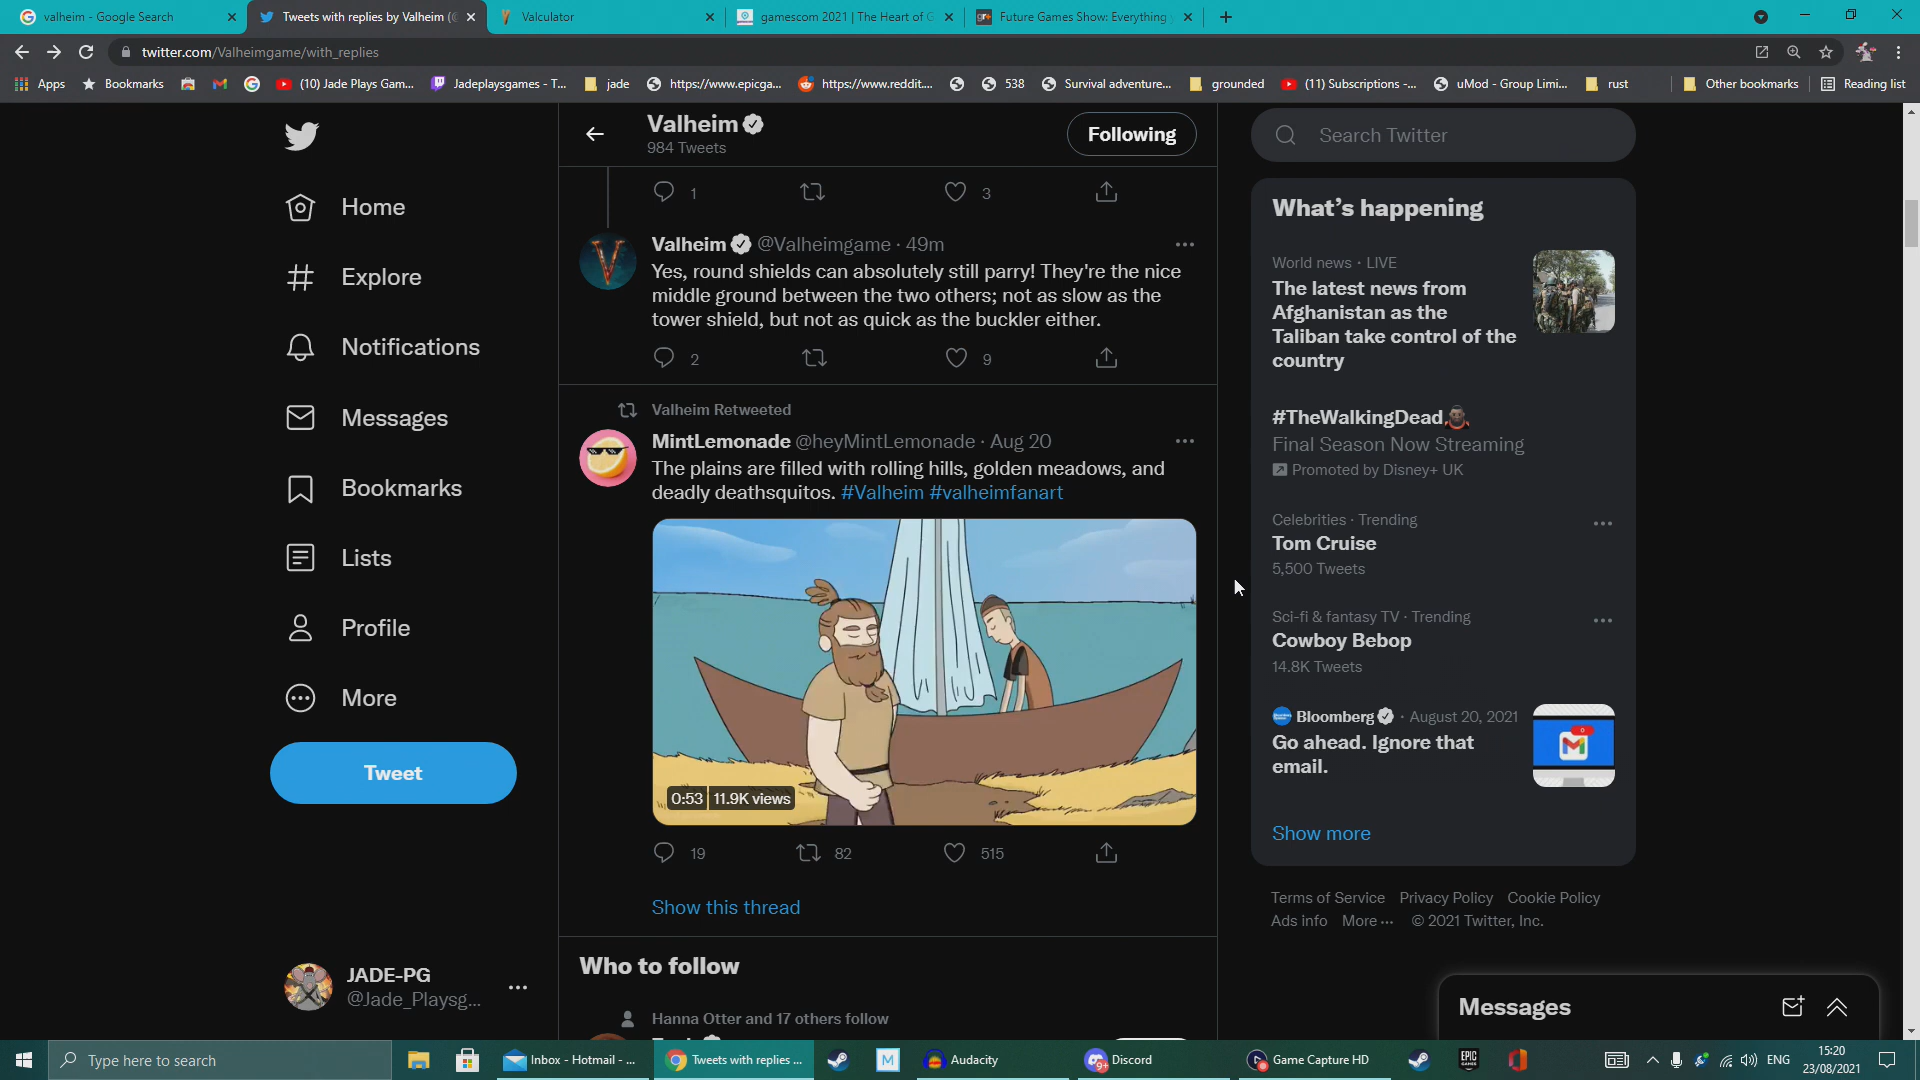 valheim - Google Search
Tweets with replies by Valheim (@
Valculator
gamescom 2021 | The Heart of G
Future Games Show: Everything y
twitter.com/Valheimgame/with_replies
Apps
Bookmarks
(10) Jade Plays Gam...
Jadeplaysgames - T...
jade
https://www.epicga...
https://www.reddit....
538
Survival adventure...
grounded
(11) Subscriptions -...
uMod - Group Limi...
rust
Other bookmarks
Reading list
Home
Explore
Notifications
Messages
Bookmarks
Lists
Profile
More
Tweet
JADE-PG
@Jade_Playsg...
Valheim
984 Tweets
Following
1
3
Valheim @Valheimgame · 49m
Yes, round shields can absolutely still parry! They're the nice
middle ground between the two others; not as slow as the
tower shield, but not as quick as the buckler either.
2
9
Valheim Retweeted
MintLemonade @heyMintLemonade · Aug 20
The plains are filled with rolling hills, golden meadows, and
deadly deathsquitos. #Valheim #valheimfanart
0:53 11.9K views
19
82
515
Show this thread
Who to follow
Hanna Otter and 17 others follow
Search Twitter
What's happening
World news · LIVE
The latest news from
Afghanistan as the
Taliban take control of the
country
#TheWalkingDead
Final Season Now Streaming
Promoted by Disney+ UK
Celebrities · Trending
Tom Cruise
5,500 Tweets
Sci-fi & fantasy TV · Trending
Cowboy Bebop
14.8K Tweets
Bloomberg · August 20, 2021
Go ahead. Ignore that
email.
Show more
Terms of Service Privacy Policy Cookie Policy
Ads info More ··· © 2021 Twitter, Inc.
Messages
Type here to search
Inbox - Hotmail - ...
Tweets with replies ...
Audacity
Discord
Game Capture HD
ENG
15:20
23/08/2021